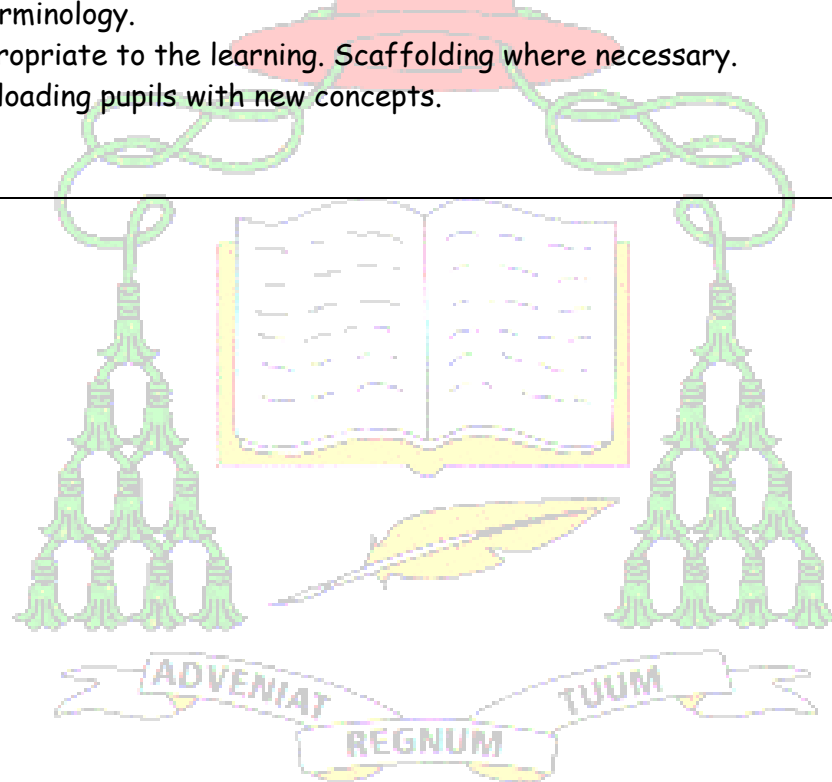 rminology.
ropriate to the learning. Scaffolding where necessary.
loading pupils with new concepts.
ADVENIAT
REGNUM
TUUM